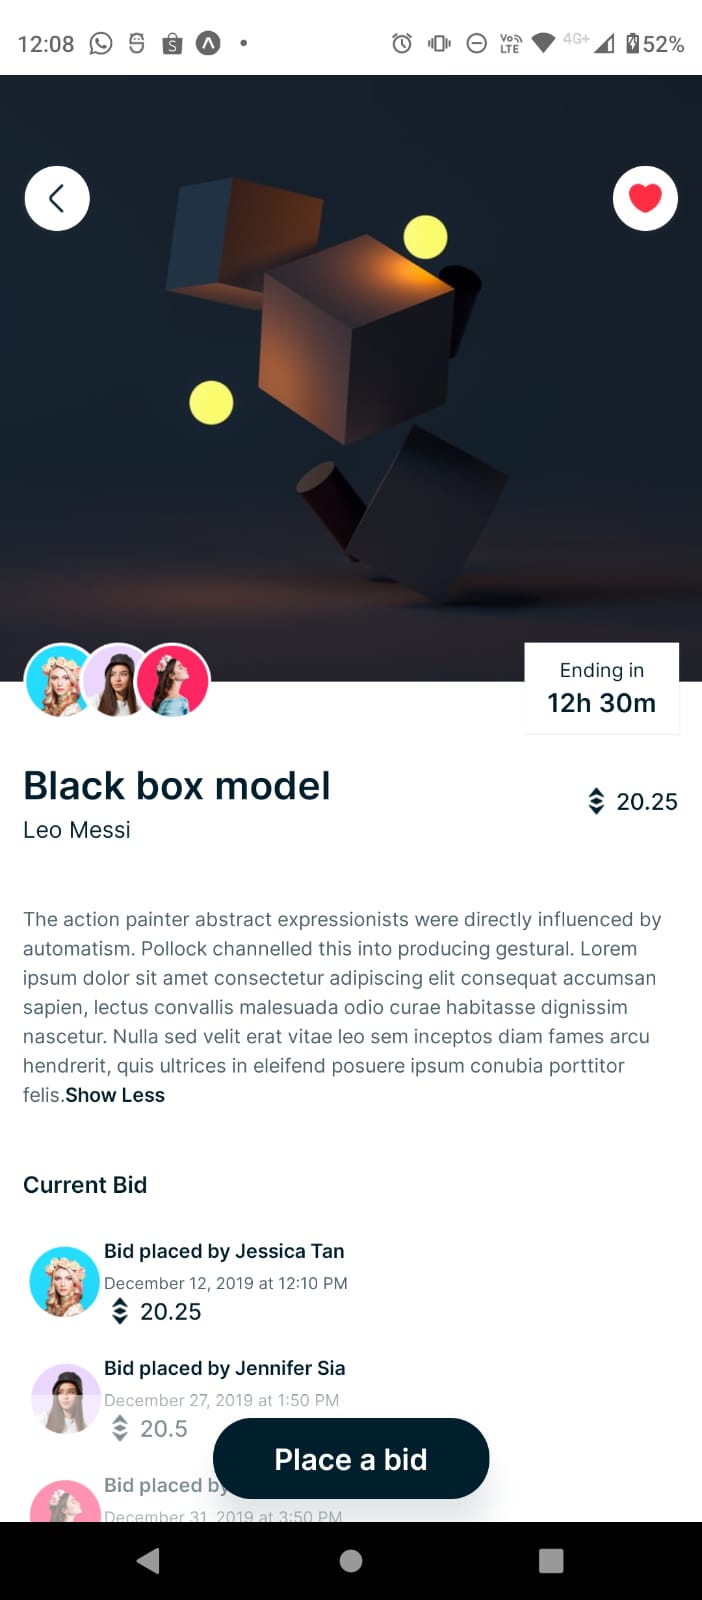 12:08
Vo)) LTE
4G+
52%
Ending in
12h 30m
Black box model
20.25
Leo Messi
The action painter abstract expressionists were directly influenced by
automatism. Pollock channelled this into producing gestural. Lorem
ipsum dolor sit amet consectetur adipiscing elit consequat accumsan
sapien, lectus convallis malesuada odio curae habitasse dignissim
nascetur. Nulla sed velit erat vitae leo sem inceptos diam fames arcu
hendrerit, quis ultrices in eleifend posuere ipsum conubia porttitor
felis.Show Less
Current Bid
Bid placed by Jessica Tan
December 12, 2019 at 12:10 PM
20.25
Bid placed by Jennifer Sia
December 27, 2019 at 1:50 PM
20.5
Place a bid
Bid placed by
December 31, 2019 at 3:50 PM